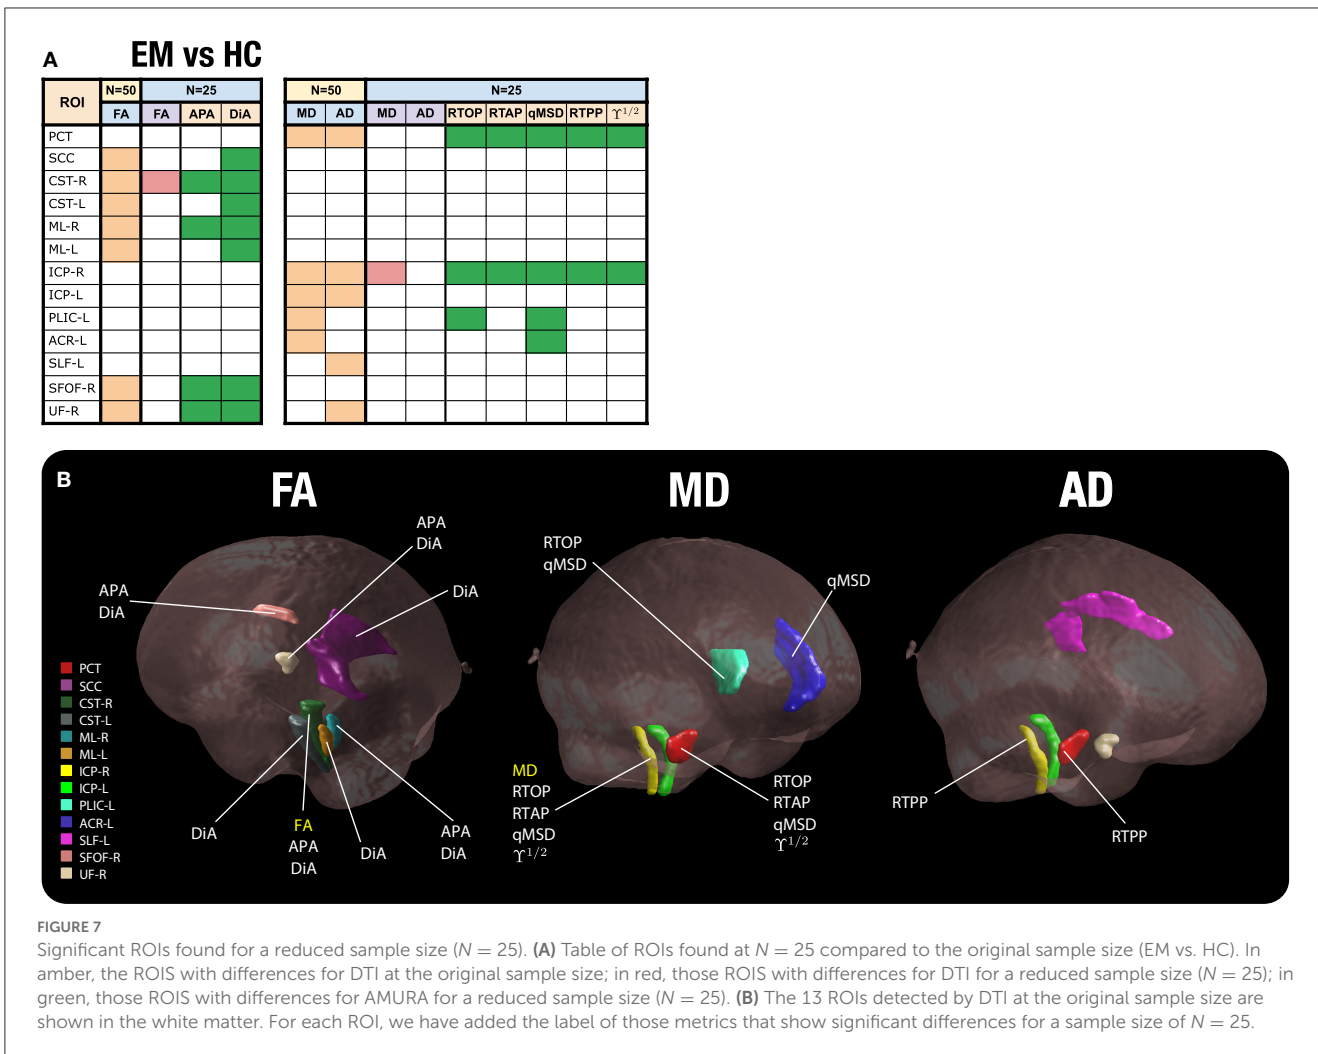 A
EM vs HC
ROI
N=50
N=25
FA
FA
APA
DiA
N=50
N=25
MD
AD
MD
AD
RTOP
RTAP
qMSD
RTPP
ϒ1/2
PCT
SCC
CST-R
CST-L
ML-R
ML-L
ICP-R
ICP-L
PLIC-L
ACR-L
SLF-L
SFOF-R
UF-R
B
FA
MD
AD
APA
DiA
APA
DiA
DiA
DiA
FA
APA
DiA
DiA
APA
DiA
PCT
SCC
CST-R
CST-L
ML-R
ML-L
ICP-R
ICP-L
PLIC-L
ACR-L
SLF-L
SFOF-R
UF-R
RTOP
qMSD
qMSD
MD
RTOP
RTAP
qMSD
ϒ1/2
RTOP
RTAP
qMSD
ϒ1/2
RTPP
RTPP
FIGURE 7
Significant ROIs found for a reduced sample size (N = 25). (A) Table of ROIs found at N = 25 compared to the original sample size (EM vs. HC). In
amber, the ROIS with differences for DTI at the original sample size; in red, those ROIS with differences for DTI for a reduced sample size (N = 25); in
green, those ROIS with differences for AMURA for a reduced sample size (N = 25). (B) The 13 ROIs detected by DTI at the original sample size are
shown in the white matter. For each ROI, we have added the label of those metrics that show significant differences for a sample size of N = 25.